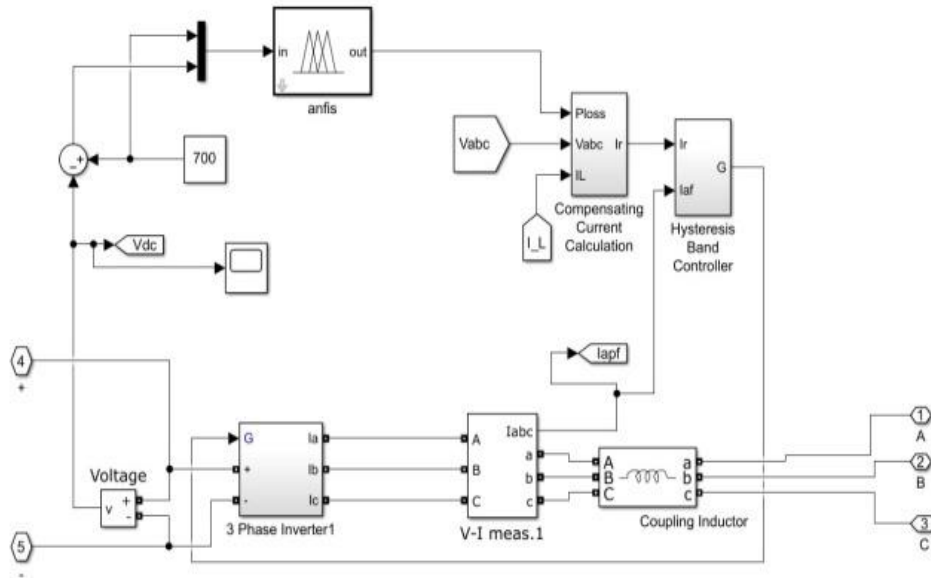 in
out
anfis
700
-
+
Vdc
Vabc
I_L
Ploss
Vabc
IL
Ir
Compensating
Current
Calculation
Ir
Iaf
G
Hysteresis
Band
Controller
Iapf
4
+
5
-
Voltage
v
+
-
G
+
-
Ia
Ib
Ic
3 Phase Inverter1
A
B
C
Iabc
a
b
c
V-I meas.1
A
B
C
a
b
c
Coupling Inductor
1
A
2
B
3
C